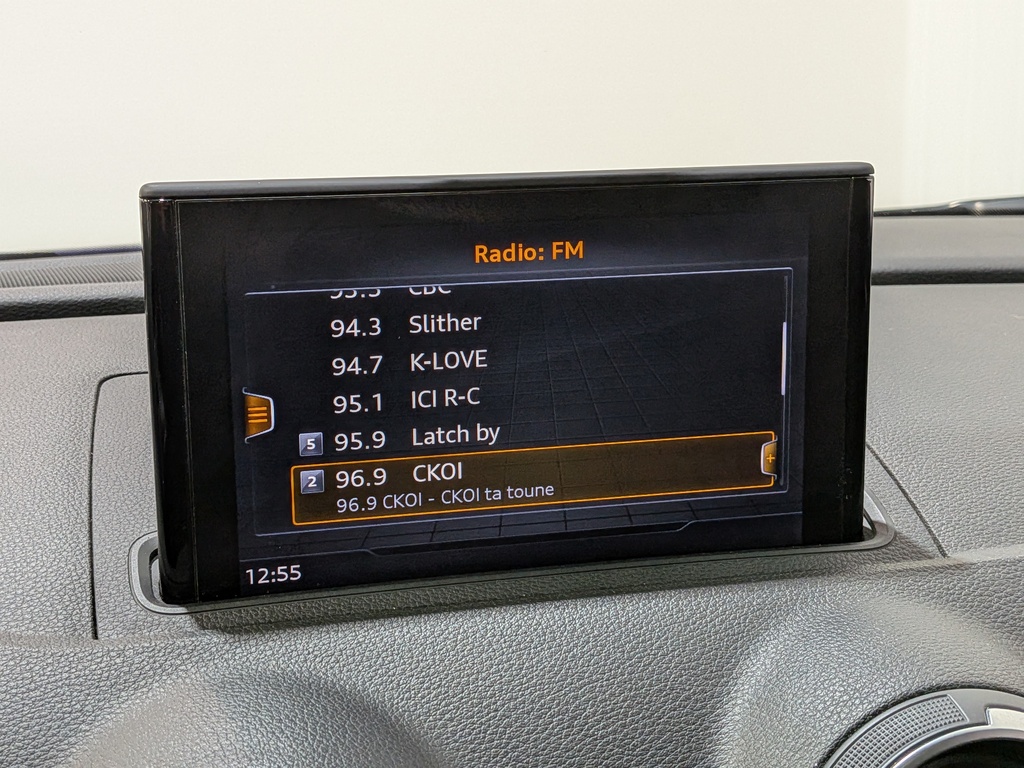 Radio: FM
CBC
94.3 Slither
94.7 K-LOVE
95.1 ICI R-C
5 95.9 Latch by
2 96.9 CKOI
96.9 CKOI - CKOI ta toune
12:55